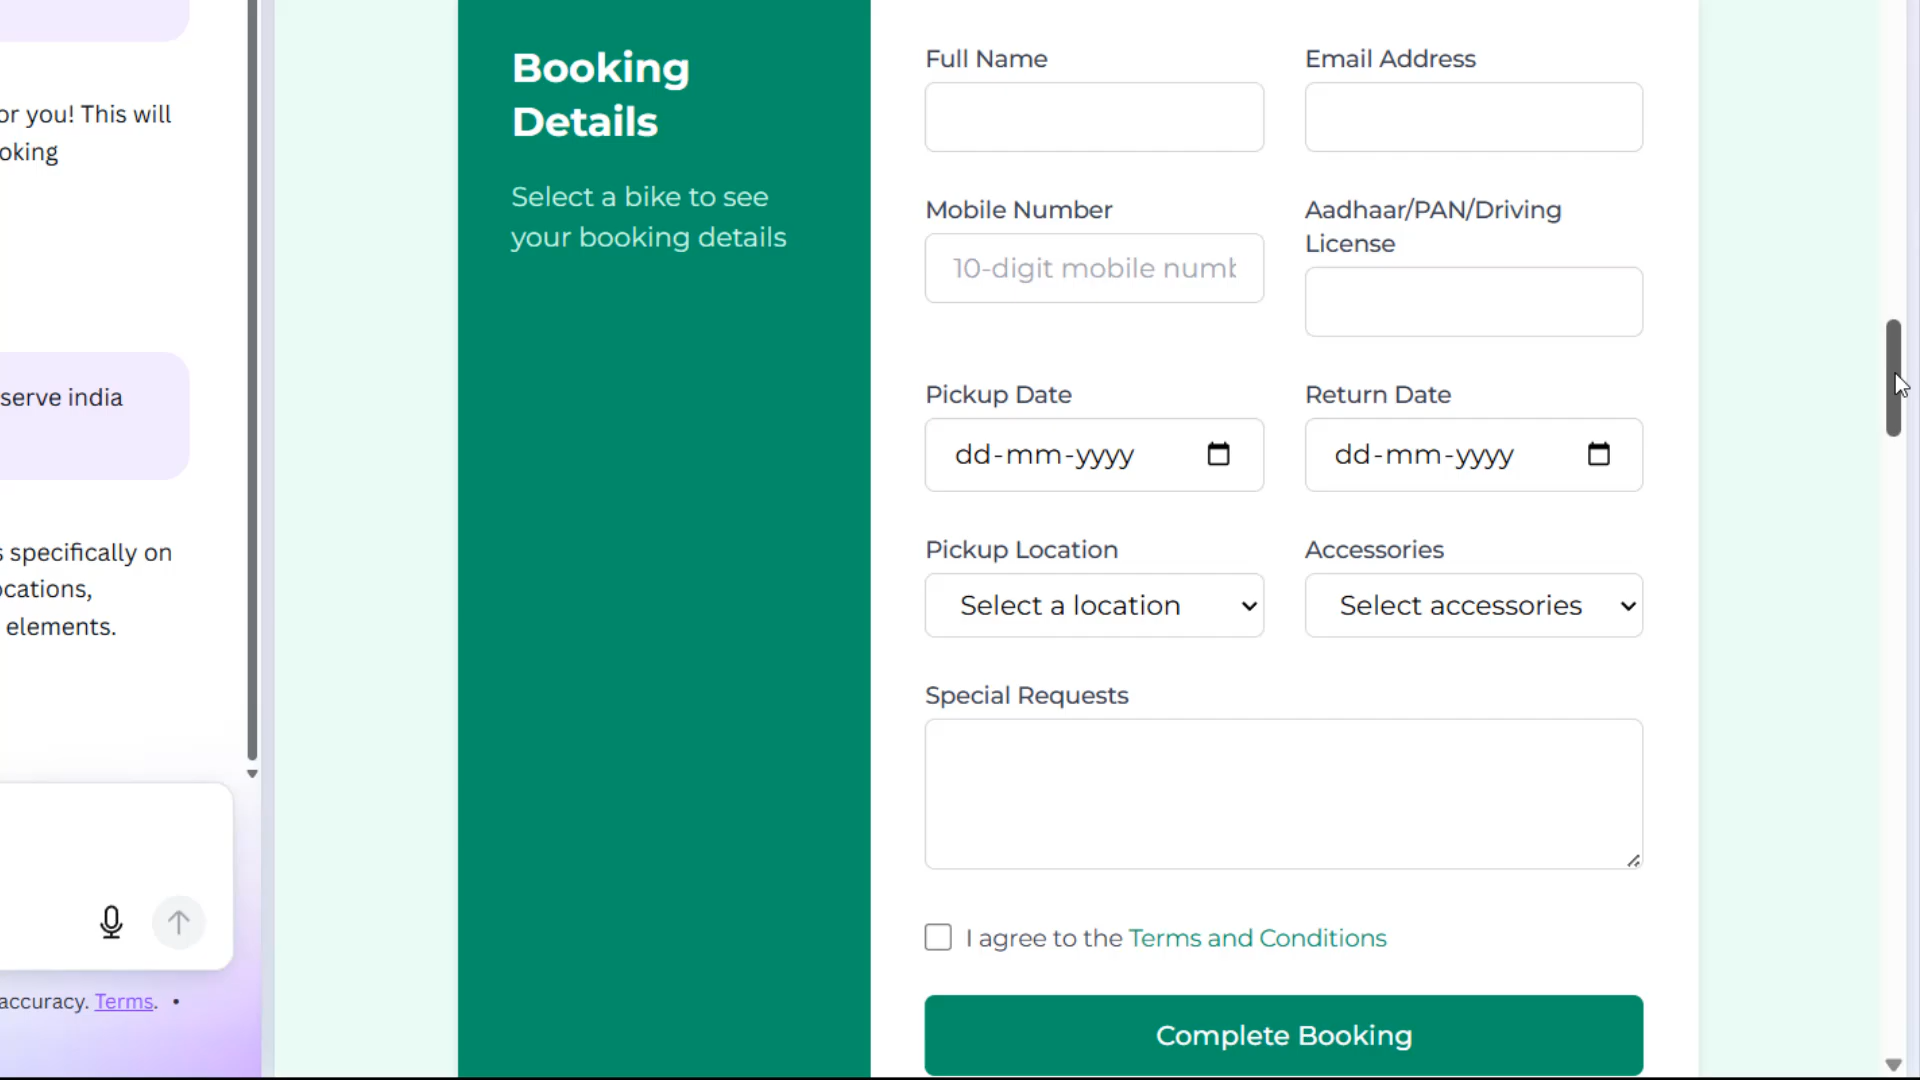 or you! This will
oking
serve india
s specifically on
ocations,
elements.
accuracy. Terms. •
Booking
Details
Select a bike to see
your booking details
Full Name
Email Address
Mobile Number
10-digit mobile numb
Aadhaar/PAN/Driving
License
Pickup Date
dd-mm-yyyy
Return Date
dd-mm-yyyy
Pickup Location
Select a location
Accessories
Select accessories
Special Requests
I agree to the Terms and Conditions
Complete Booking